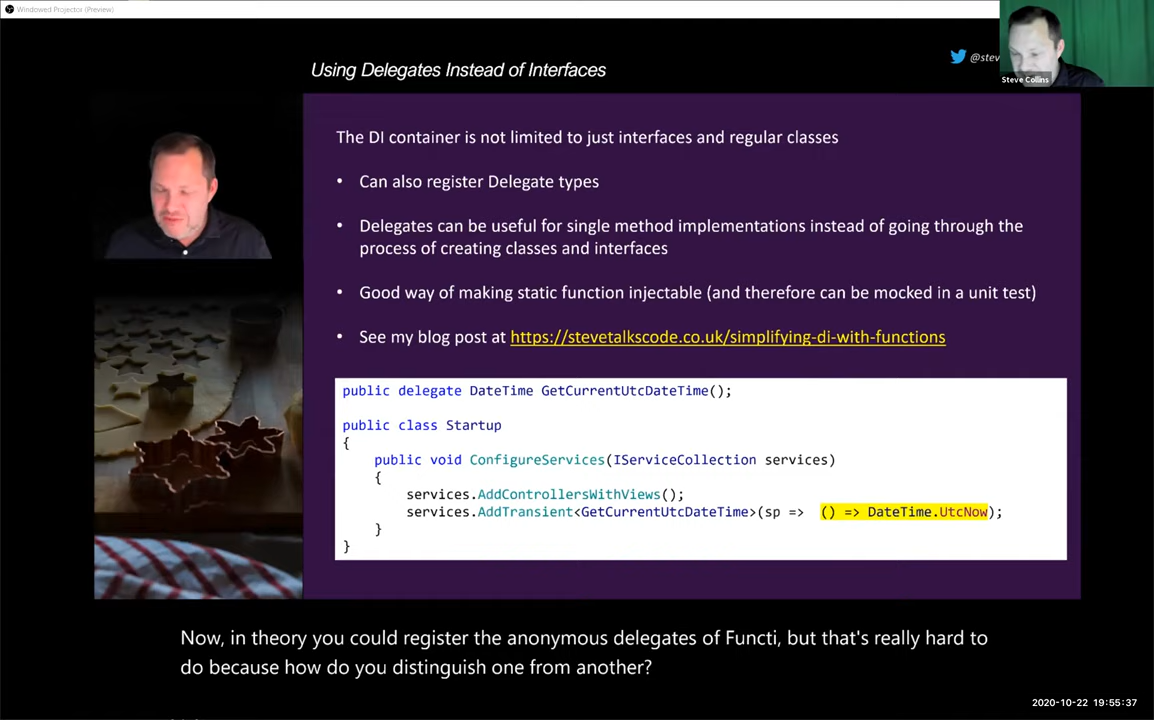 Windowed Projector (Preview)
Using Delegates Instead of Interfaces
@stev
Steve Collins
The DI container is not limited to just interfaces and regular classes
• Can also register Delegate types
• Delegates can be useful for single method implementations instead of going through the
process of creating classes and interfaces
• Good way of making static function injectable (and therefore can be mocked in a unit test)
• See my blog post at https://stevetalkscode.co.uk/simplifying-di-with-functions
public delegate DateTime GetCurrentUtcDateTime();
public class Startup
{
public void ConfigureServices(IServiceCollection services)
{
services.AddControllersWithViews();
services.AddTransient<GetCurrentUtcDateTime>(sp => () => DateTime.UtcNow);
}
}
Now, in theory you could register the anonymous delegates of Functi, but that's really hard to
do because how do you distinguish one from another?
2020-10-22 19:55:37